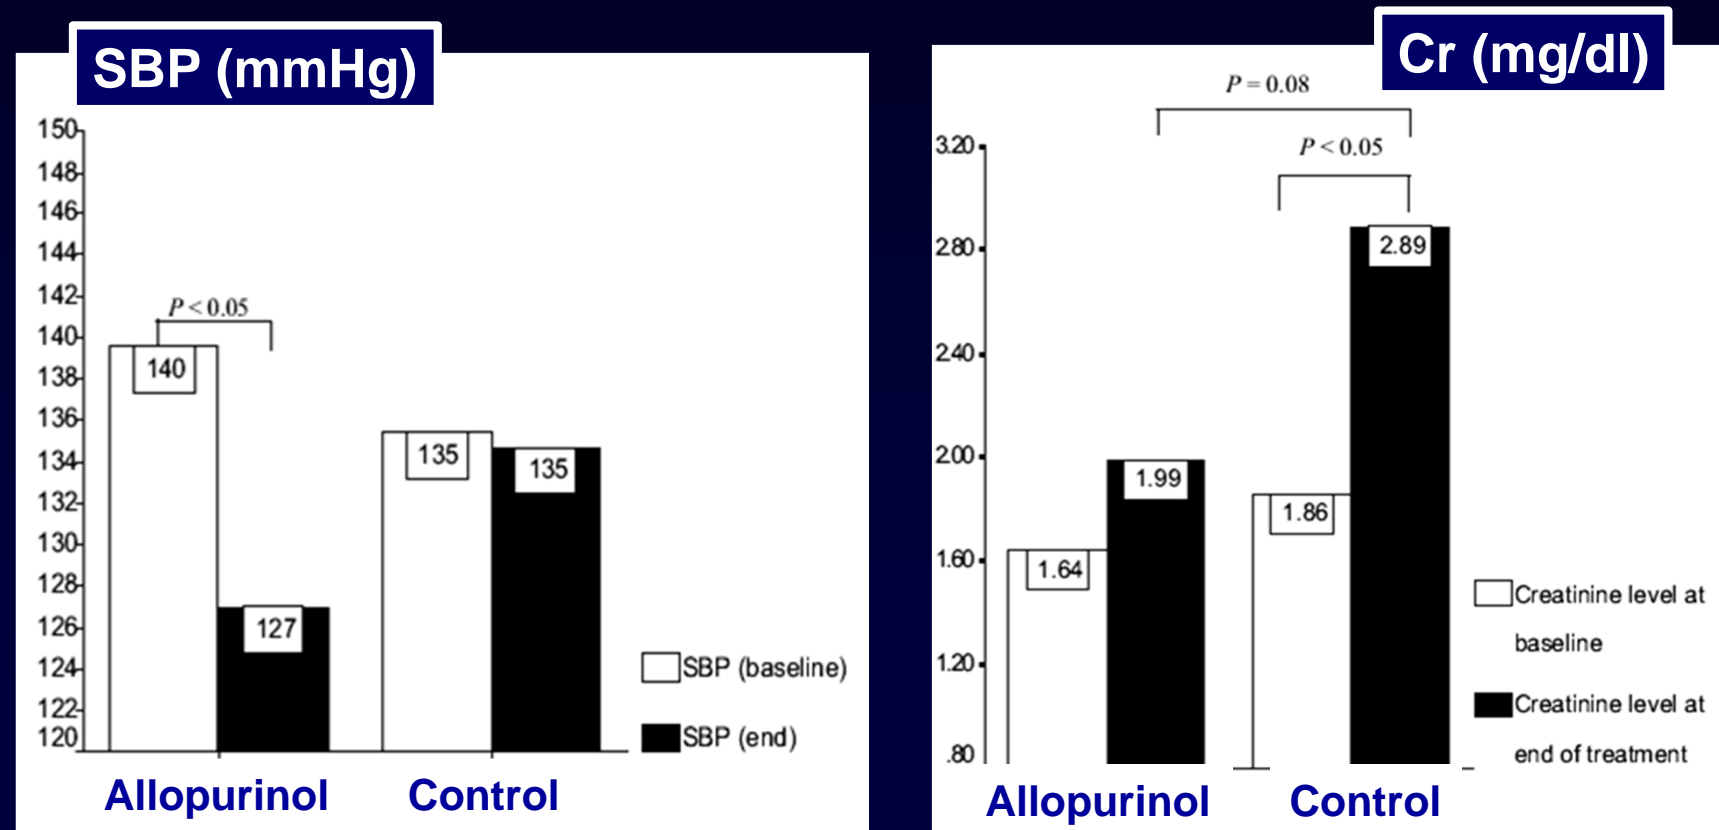 SBP (mmHg)
150
148
146
144
142
140
138
136
134
132
130
128
126
124
122
120
P < 0.05
140
127
135
135
SBP (baseline)
SBP (end)
Allopurinol
Control
Cr (mg/dl)
P = 0.08
P < 0.05
3.20
2.80
2.40
2.00
1.60
1.20
.80
1.64
1.99
1.86
2.89
Creatinine level at
baseline
Creatinine level at
end of treatment
Allopurinol
Control